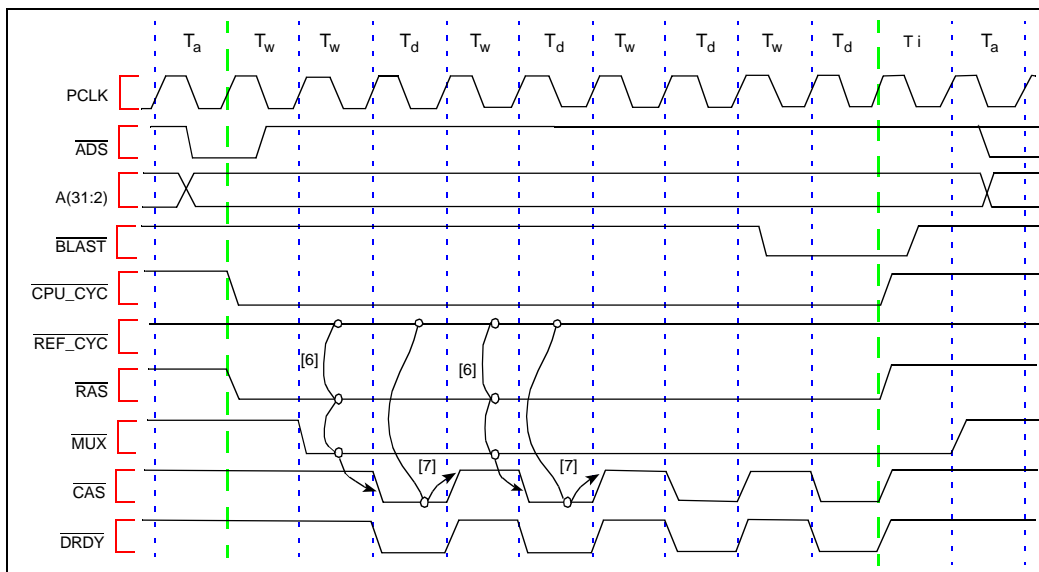 Ta Tw Tw Td Tw Td Tw Td Tw Td Ti Ta
PCLK
ADS
A(31:2)
BLAST
CPU_CYC
REF_CYC
[6] [6]
RAS
MUX
[7] [7]
CAS
DRDY